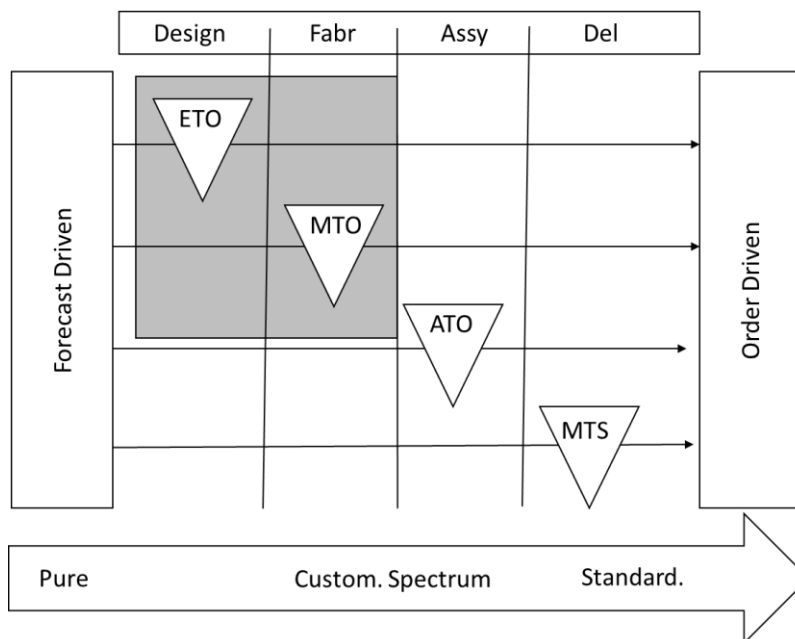 Design Fabr Assy Del
ETO
MTO
ATO
MTS
Forecast Driven
Order Driven
Pure Custom. Spectrum Standard.